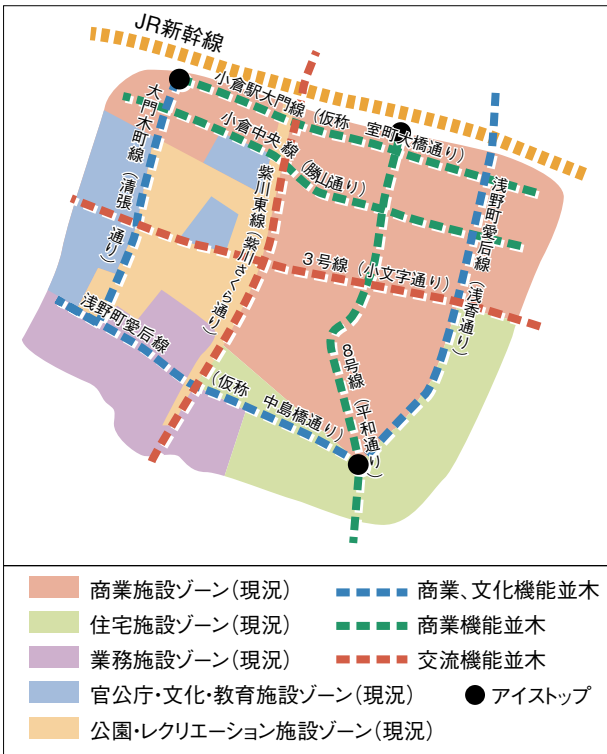 JR新幹線
小倉駅大門線(仮称 室町大橋通り)
大門木町線(清張通り)
小倉中央線(勝山通り)
紫川東線(紫川さくら通り)
浅野町愛后線(浅香通り)
3号線(小文字通り)
浅野町愛后線(仮称 中島橋通り)
8号線(平和通り)
商業施設ゾーン(現況)
住宅施設ゾーン(現況)
業務施設ゾーン(現況)
官公庁・文化・教育施設ゾーン(現況)
公園・レクリエーション施設ゾーン(現況)
商業、文化機能並木
商業機能並木
交流機能並木
アイストップ